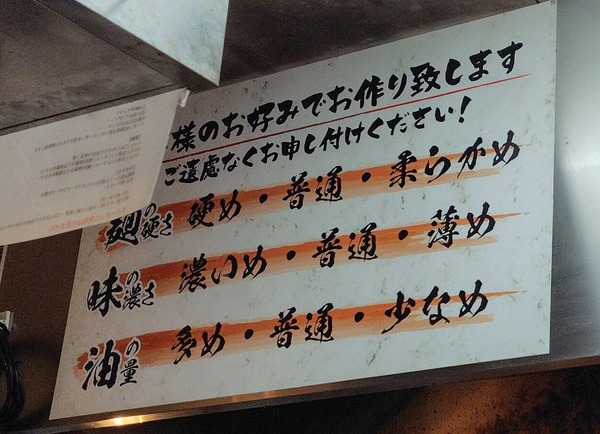 様のお好みでお作り致します
ご遠慮なくお申し付けください!
麺の硬さ 硬め・普通・柔らかめ
味の濃さ 濃いめ・普通・薄め
油の量 多め・普通・少なめ